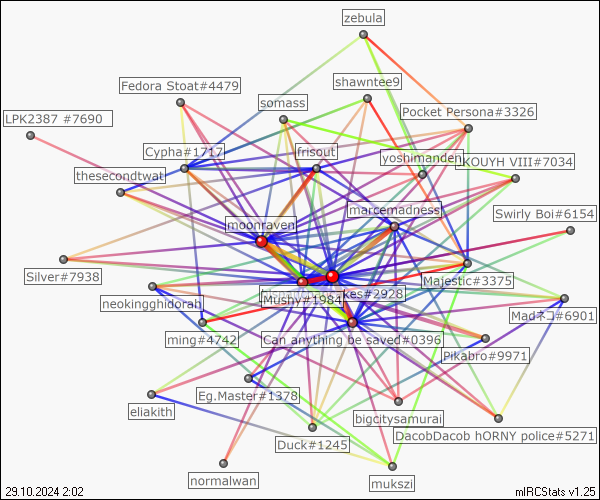 zebula
shawntee9
Fedora Stoat#4479
somass
Pocket Persona#3326
LPK2387 #7690
Cypha#1717
frisout
yoshimanden
KOUYH VIII#7034
thesecondtwat
marcemadness
Swirly Boi#6154
moonraven
Silver#7938
Majestic#3375
neokingghidorah
Mushy#1984
kes#2928
Madネコ#6901
ming#4742
Can anything be saved#0396
Pikabro#9971
eliakith
Eg.Master#1378
bigcitysamurai
DacobDacob hORNY police#5271
Duck#1245
normalwan
mukszi
29.10.2024 2:02
mIRCStats v1.25